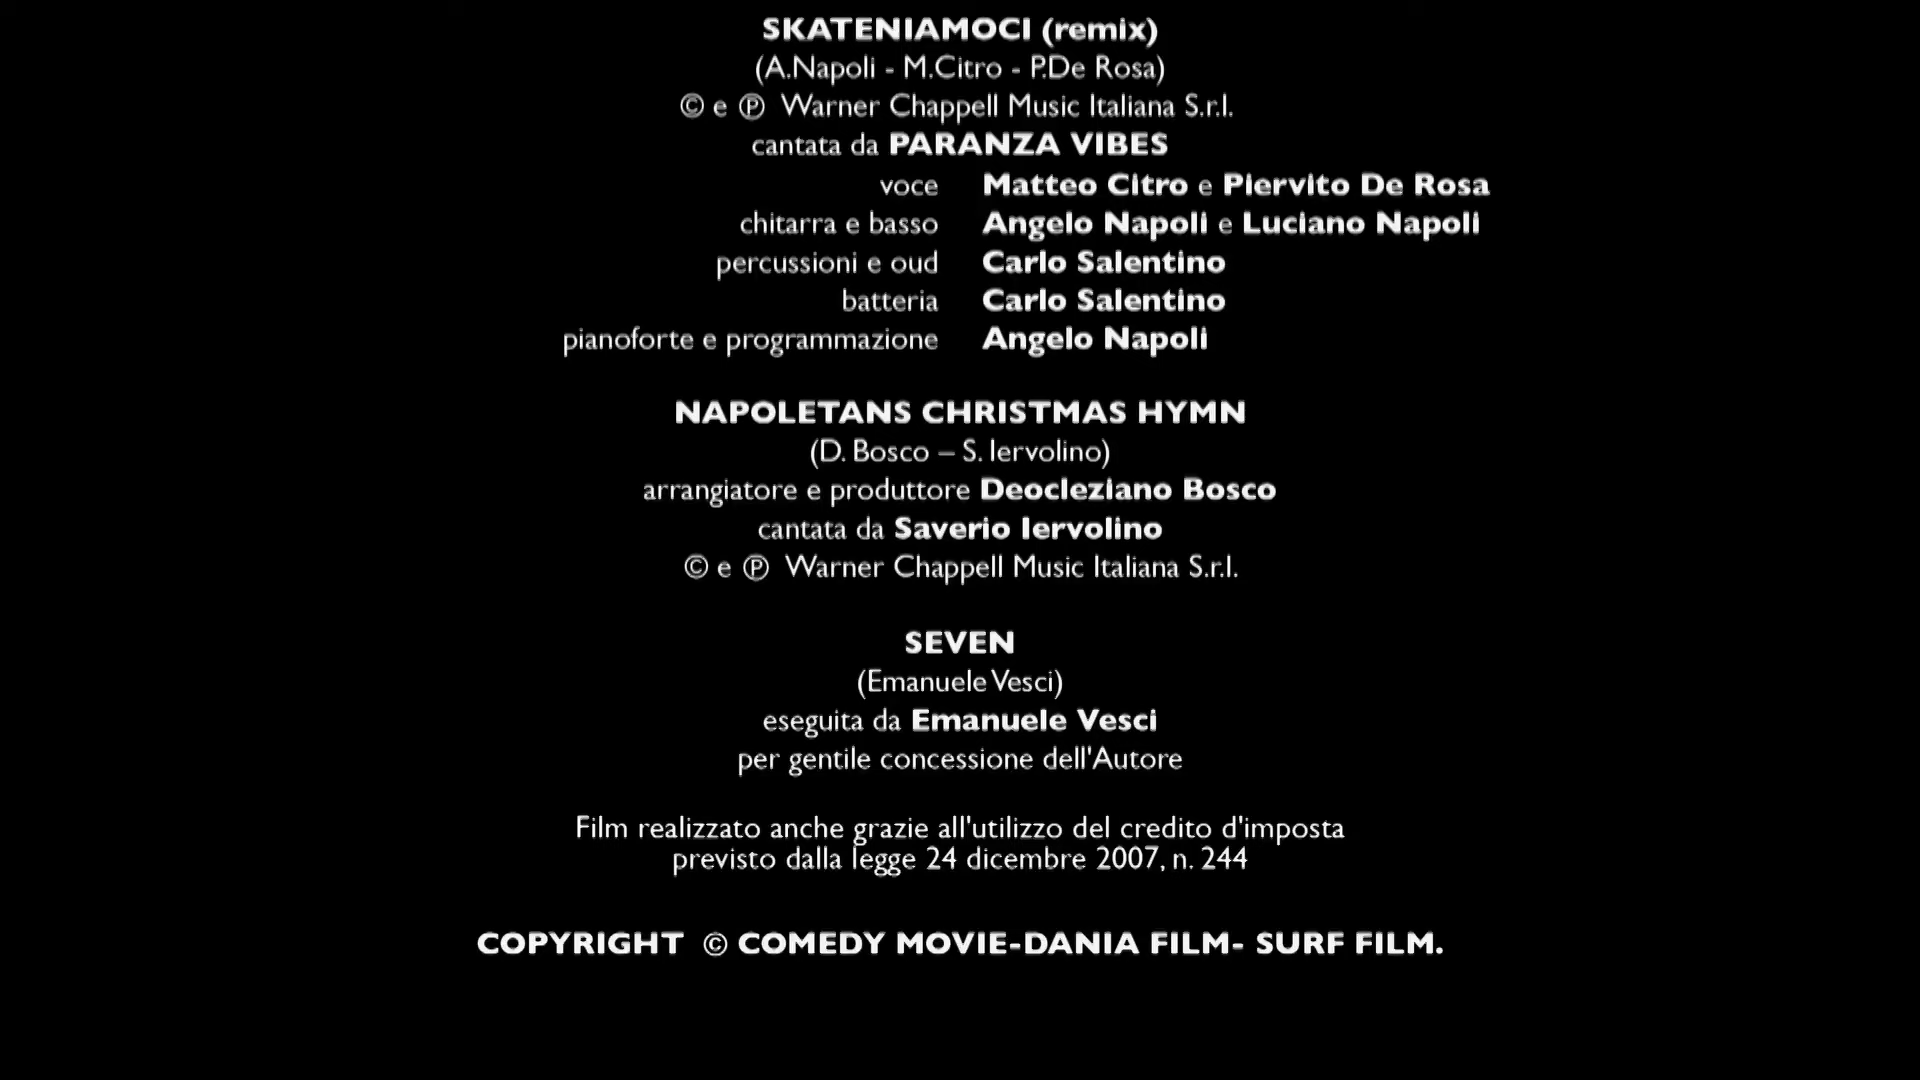 SKATENIAMOCI (remix)
(A.Napoli - M.Citro - P.De Rosa)
© e ℗ Warner Chappell Music Italiana S.r.l.
cantata da PARANZA VIBES
voce Matteo Citro e Piervito De Rosa
chitarra e basso Angelo Napoli e Luciano Napoli
percussioni e oud Carlo Salentino
batteria Carlo Salentino
pianoforte e programmazione Angelo Napoli
NAPOLETANS CHRISTMAS HYMN
(D. Bosco – S. Iervolino)
arrangiatore e produttore Deocleziano Bosco
cantata da Saverio Iervolino
© e ℗ Warner Chappell Music Italiana S.r.l.
SEVEN
(Emanuele Vesci)
eseguita da Emanuele Vesci
per gentile concessione dell'Autore
Film realizzato anche grazie all'utilizzo del credito d'imposta
previsto dalla legge 24 dicembre 2007, n. 244
COPYRIGHT © COMEDY MOVIE-DANIA FILM- SURF FILM.